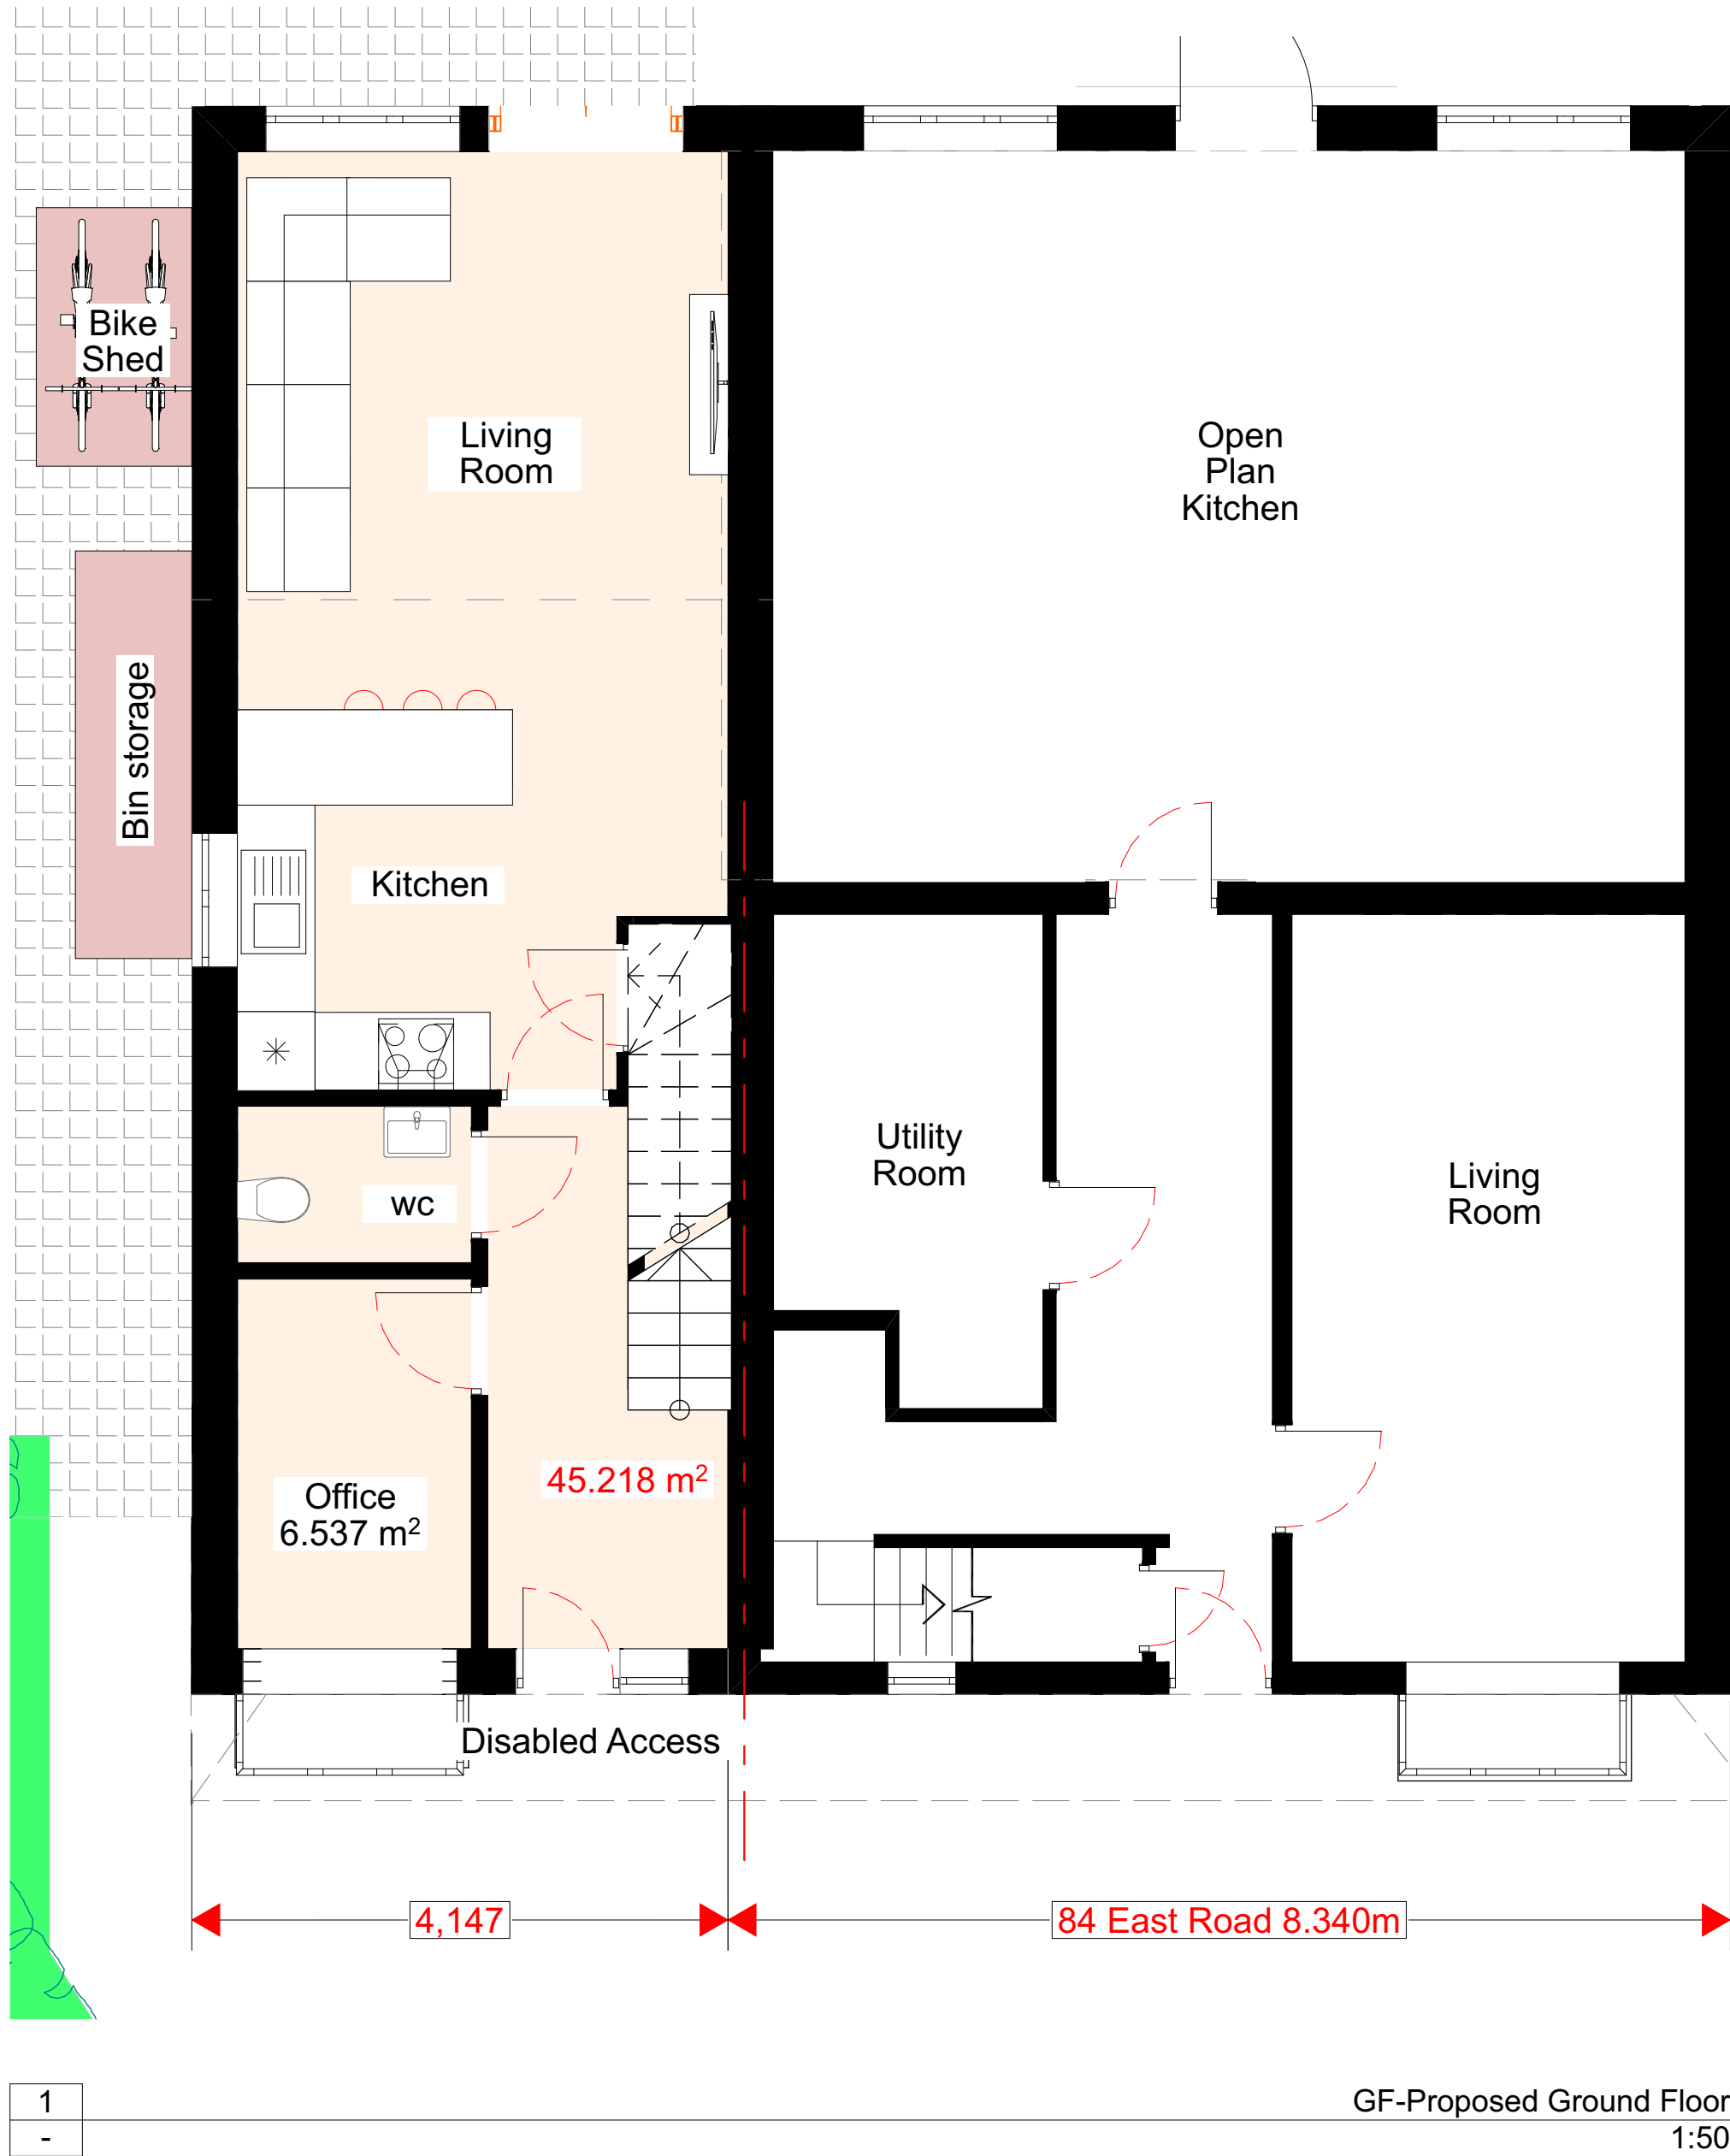 Bike
Shed
Living
Room
Open
Plan
Kitchen
Bin storage
Kitchen
Utility
Room
wc
Living
Room
45.218 m²
Office
6.537 m²
Disabled Access
4,147
84 East Road 8.340m
1
GF-Proposed Ground Floor
-
1:50